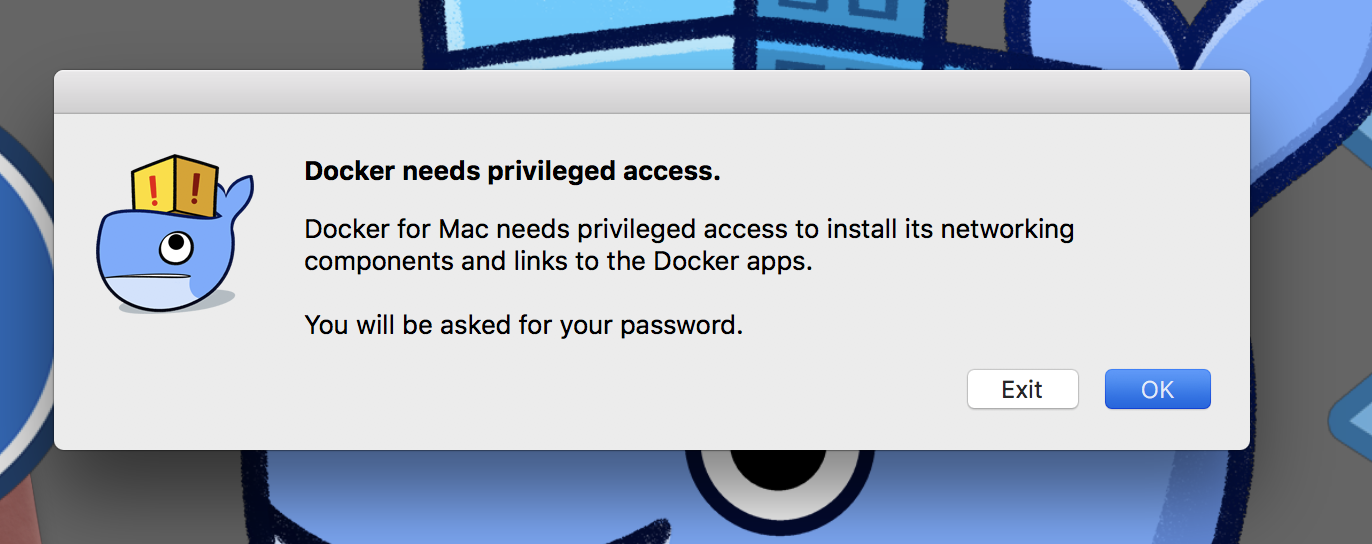 Docker needs privileged access.
Docker for Mac needs privileged access to install its networking
components and links to the Docker apps.
You will be asked for your password.
Exit
OK